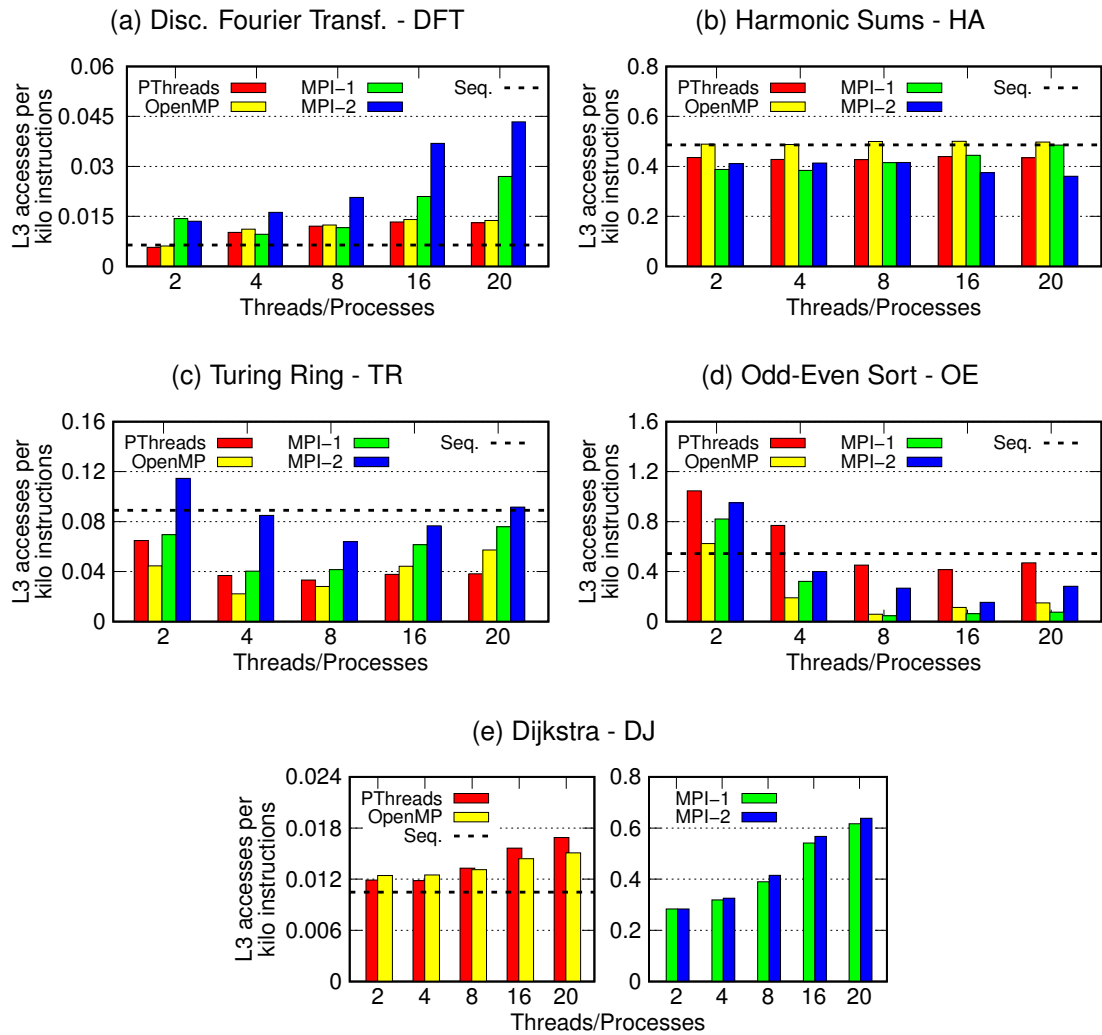 (a) Disc. Fourier Transf. - DFT
L3 accesses per
kilo instructions
0.06
0.045
0.03
0.015
0
PThreads
OpenMP
MPI−1
MPI−2
Seq.
2 4 8 16 20
Threads/Processes
(b) Harmonic Sums - HA
L3 accesses per
kilo instructions
0.8
0.6
0.4
0.2
0
PThreads
OpenMP
MPI−1
MPI−2
Seq.
2 4 8 16 20
Threads/Processes
(c) Turing Ring - TR
L3 accesses per
kilo instructions
0.16
0.12
0.08
0.04
0
PThreads
OpenMP
MPI−1
MPI−2
Seq.
2 4 8 16 20
Threads/Processes
(d) Odd-Even Sort - OE
L3 accesses per
kilo instructions
1.6
1.2
0.8
0.4
0
PThreads
OpenMP
MPI−1
MPI−2
Seq.
2 4 8 16 20
Threads/Processes
(e) Dijkstra - DJ
L3 accesses per
kilo instructions
0.024
0.018
0.012
0.006
0
PThreads
OpenMP
Seq.
2 4 8 16 20
0.8
0.6
0.4
0.2
0
MPI−1
MPI−2
2 4 8 16 20
Threads/Processes